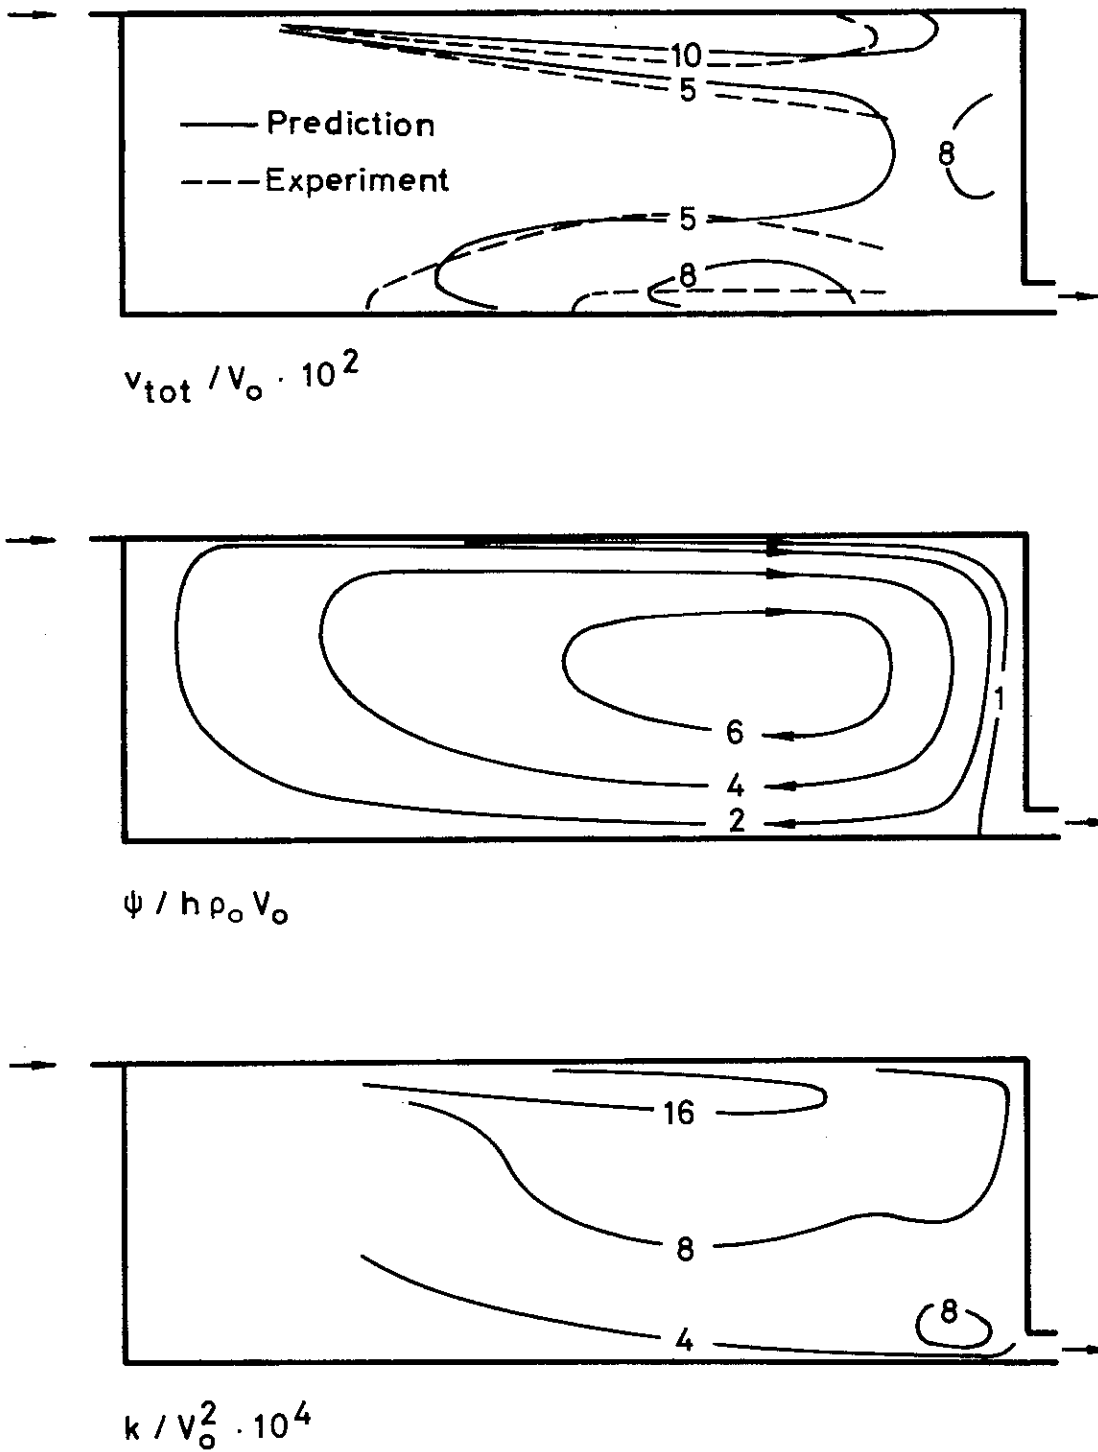 10
5
Prediction
8
Experiment
5
8
v_tot / V_o · 10^2
1
6
4
2
ψ / h ρ_o V_o
16
8
8
4
k / V_o^2 · 10^4